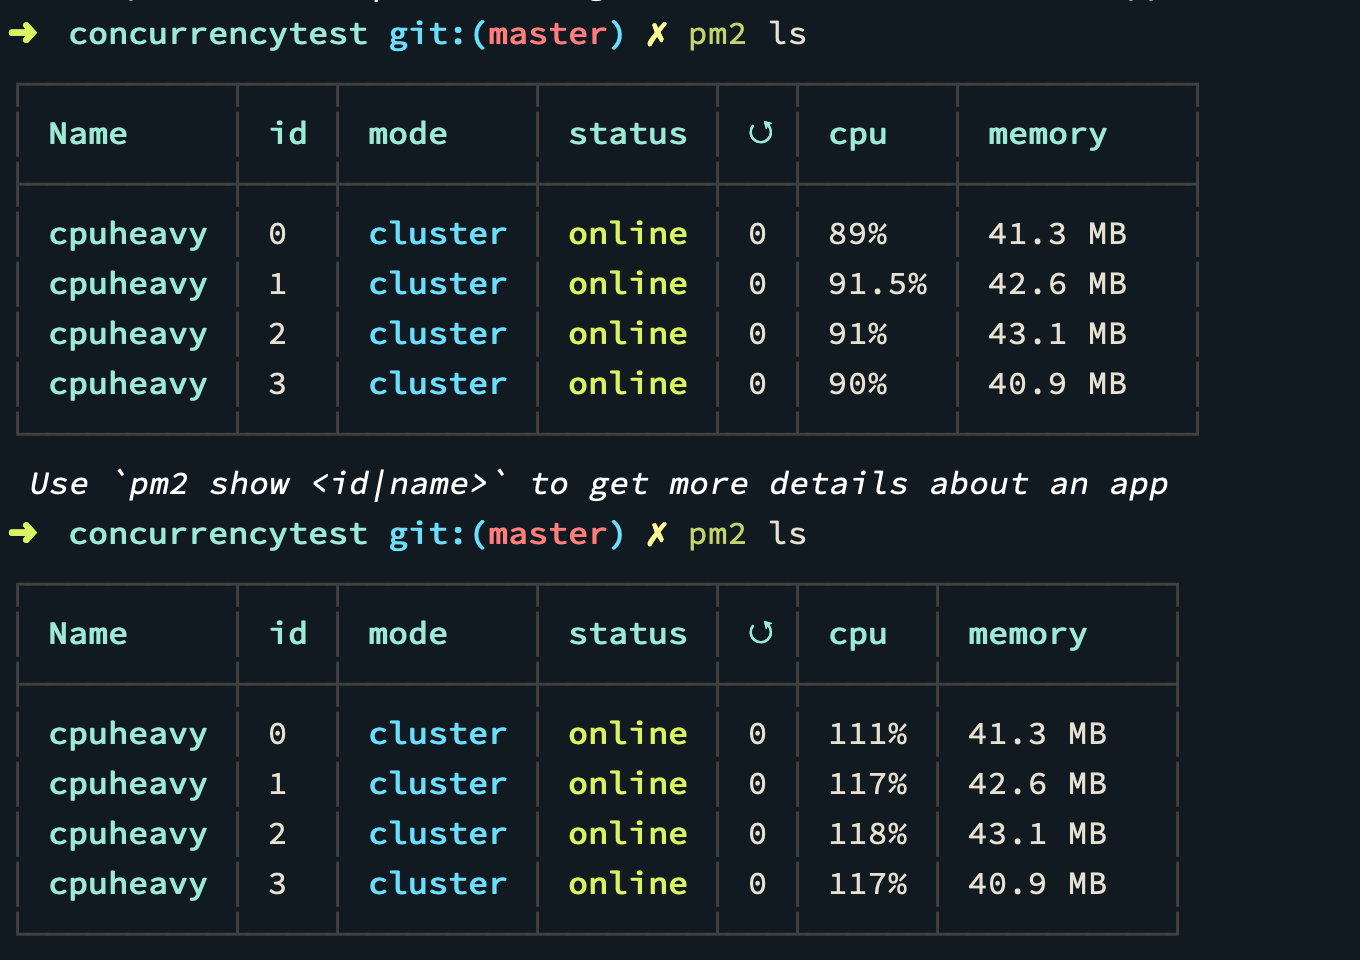 ➜ concurrencytest git:(master) ✗ pm2 ls
Name id mode status ↺ cpu memory
cpuheavy 0 cluster online 0 89% 41.3 MB
cpuheavy 1 cluster online 0 91.5% 42.6 MB
cpuheavy 2 cluster online 0 91% 43.1 MB
cpuheavy 3 cluster online 0 90% 40.9 MB
Use `pm2 show <id|name>` to get more details about an app
➜ concurrencytest git:(master) ✗ pm2 ls
Name id mode status ↺ cpu memory
cpuheavy 0 cluster online 0 111% 41.3 MB
cpuheavy 1 cluster online 0 117% 42.6 MB
cpuheavy 2 cluster online 0 118% 43.1 MB
cpuheavy 3 cluster online 0 117% 40.9 MB